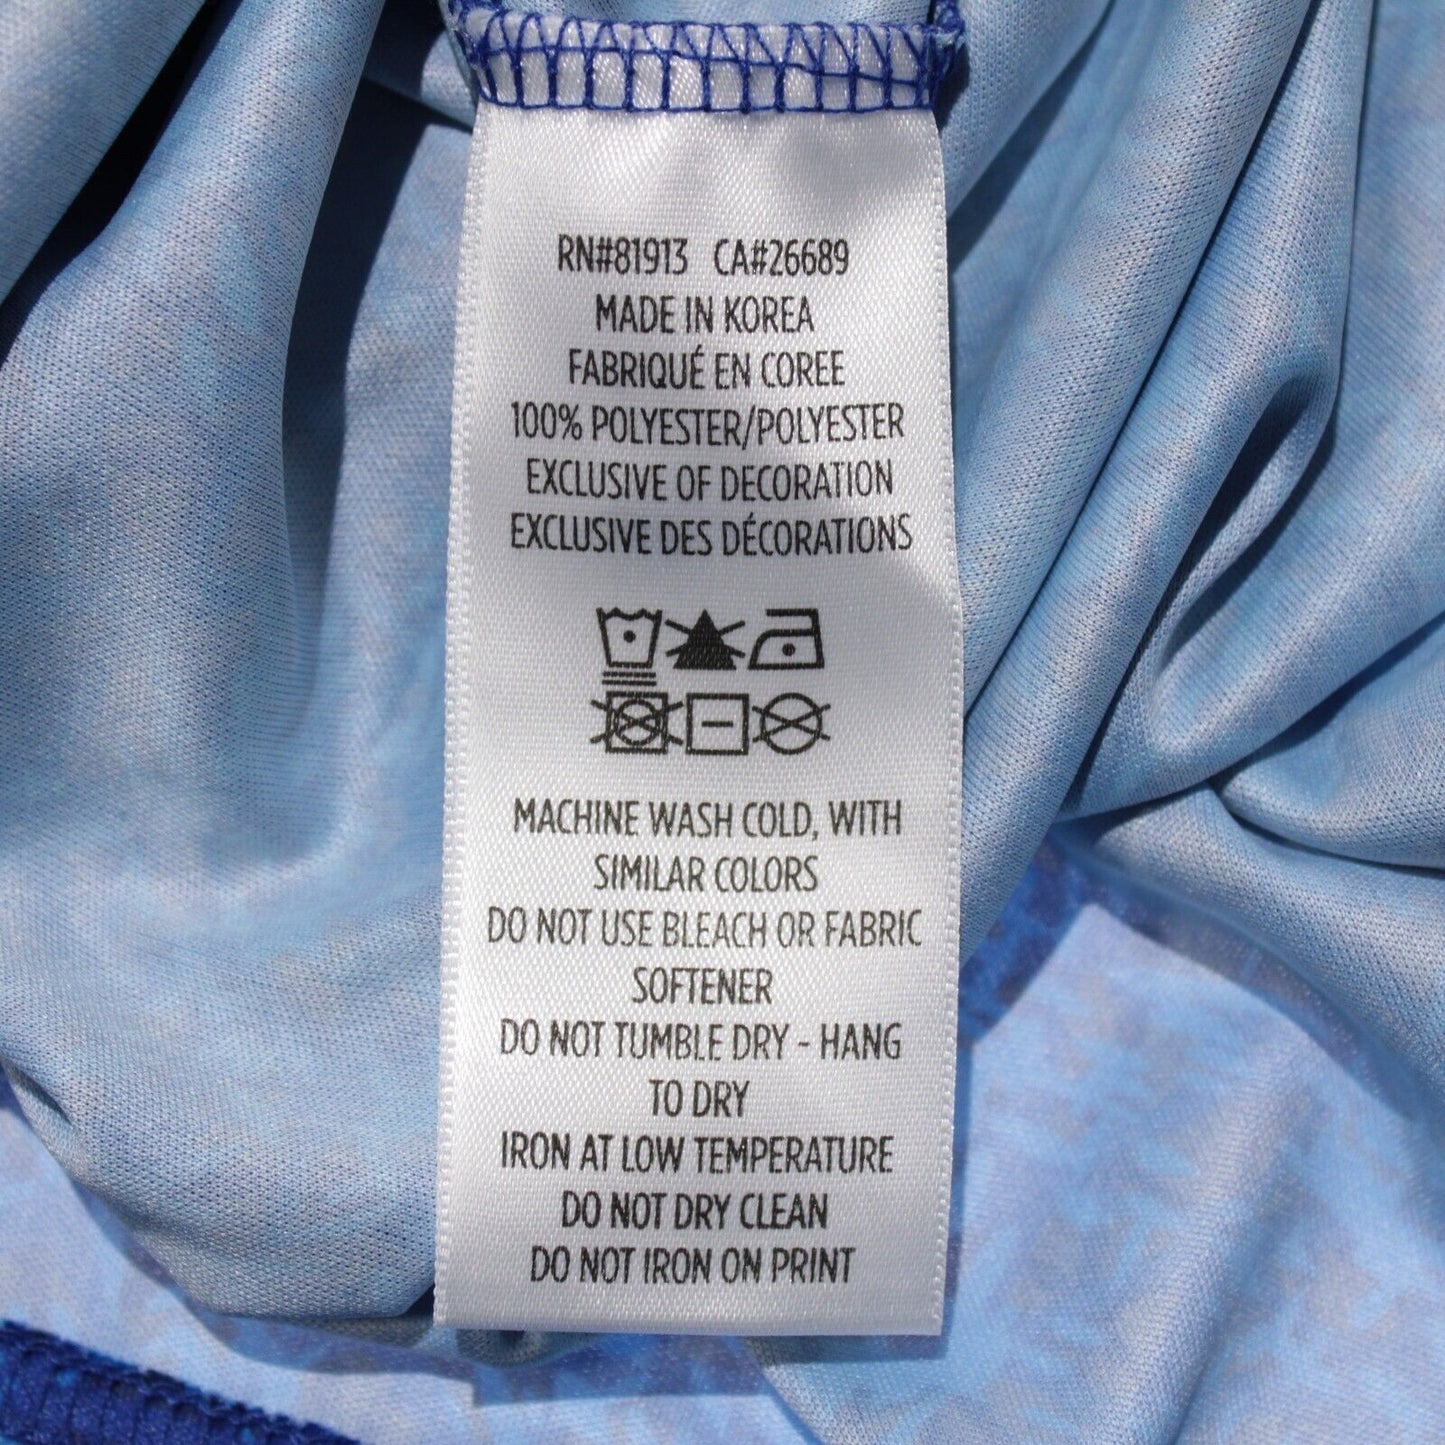 RN#81913 CA#26689
MADE IN KOREA
FABRIQUÉ EN COREE
100% POLYESTER/POLYESTER
EXCLUSIVE OF DECORATION
EXCLUSIVE DES DÉCORATIONS
MACHINE WASH COLD, WITH
SIMILAR COLORS
DO NOT USE BLEACH OR FABRIC
SOFTENER
DO NOT TUMBLE DRY - HANG
TO DRY
IRON AT LOW TEMPERATURE
DO NOT DRY CLEAN
DO NOT IRON ON PRINT